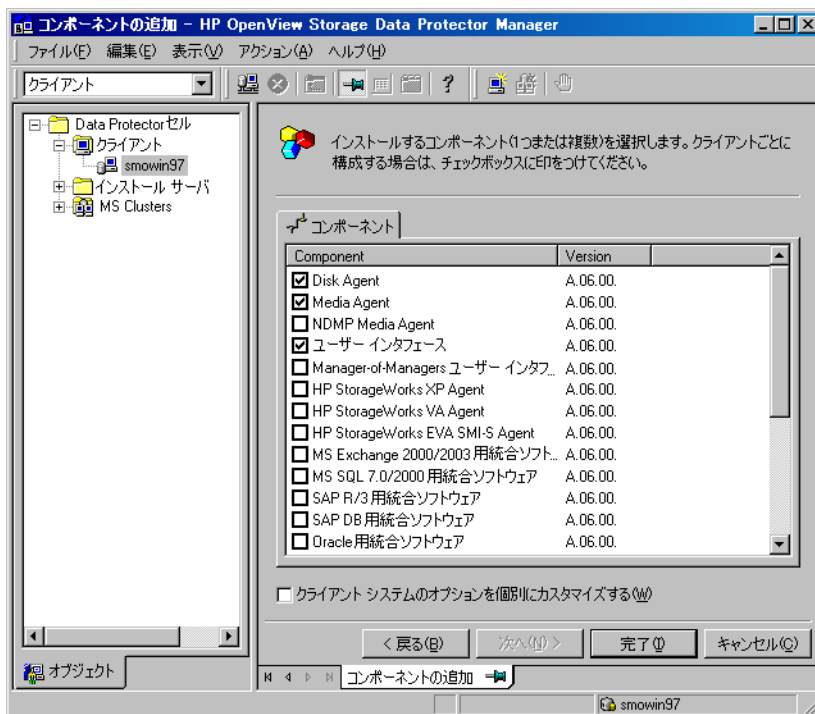 コンポーネントの追加 - HP OpenView Storage Data Protector Manager
ファイル(F) 編集(E) 表示(V) アクション(A) ヘルプ(H)
クライアント
Data Protectorセル
クライアント
smowin97
インストール サーバ
MS Clusters
インストールするコンポーネント(1つまたは複数)を選択します。クライアントごとに
構成する場合は、チェックボックスに印をつけてください。
コンポーネント
Component Version
Disk Agent A.06.00.
Media Agent A.06.00.
NDMP Media Agent A.06.00.
ユーザー インタフェース A.06.00.
Manager-of-Managers ユーザー インタフ... A.06.00.
HP StorageWorks XP Agent A.06.00.
HP StorageWorks VA Agent A.06.00.
HP StorageWorks EVA SMI-S Agent A.06.00.
MS Exchange 2000/2003 用統合ソフト... A.06.00.
MS SQL 7.0/2000 用統合ソフトウェア A.06.00.
SAP R/3 用統合ソフトウェア A.06.00.
SAP DB 用統合ソフトウェア A.06.00.
Oracle 用統合ソフトウェア A.06.00.
クライアント システムのオプションを個別にカスタマイズする(W)
< 戻る(B) 次へ(N) > 完了(I) キャンセル(C)
オブジェクト
コンポーネントの追加
smowin97